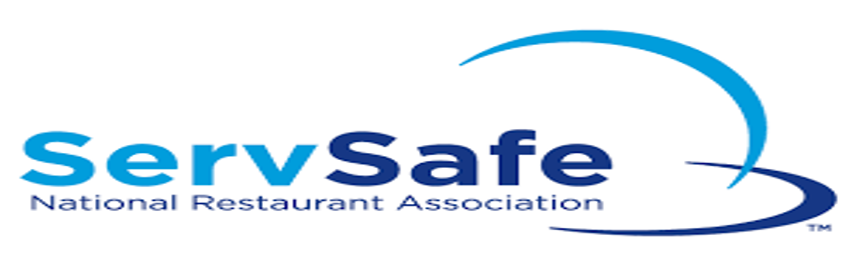 ServSafe
National Restaurant Association
TM